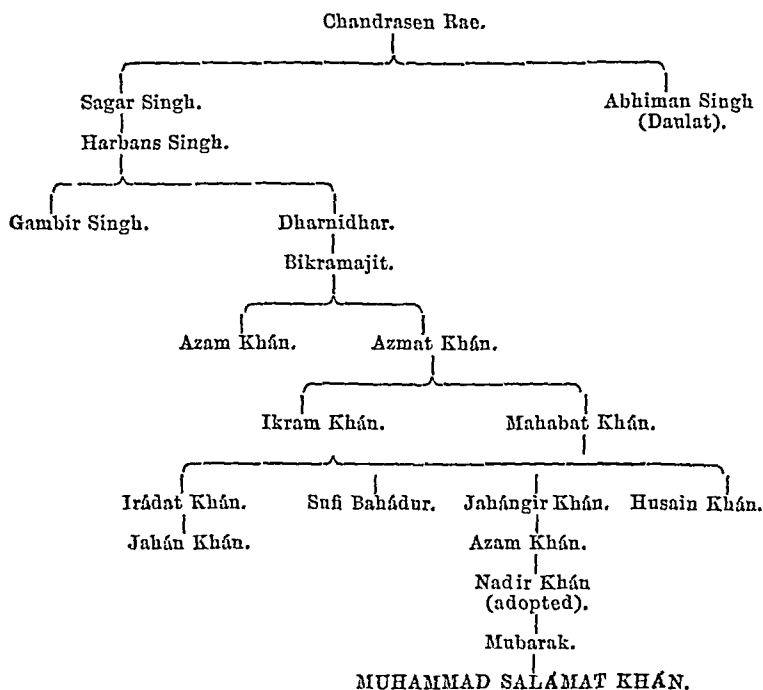 Chandrasen Rae.
Sagar Singh. Abhiman Singh
(Daulat).
Harbans Singh.
Gambir Singh. Dharnidhar.
Bikramajit.
Azam Khán. Azmat Khán.
Ikram Khán. Mahabat Khán.
Irádat Khán. Sufi Bahádur. Jahángir Khán. Husain Khán.
Jahán Khán. Azam Khán.
Nadir Khán
(adopted).
Mubarak.
MUHAMMAD SALÁMAT KHÁN.